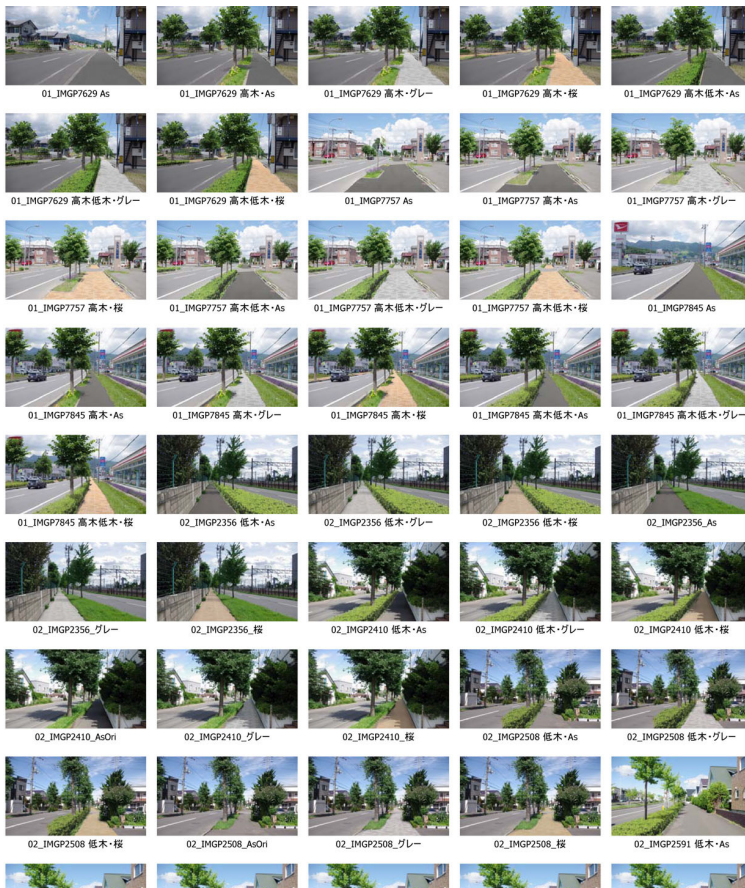 01_IMGP7629 As
01_IMGP7629 高木・As
01_IMGP7629 高木・グレー
01_IMGP7629 高木・桜
01_IMGP7629 高木低木・As
01_IMGP7629 高木低木・グレー
01_IMGP7629 高木低木・桜
01_IMGP7757 As
01_IMGP7757 高木・As
01_IMGP7757 高木・グレー
01_IMGP7757 高木・桜
01_IMGP7757 高木低木・As
01_IMGP7757 高木低木・グレー
01_IMGP7757 高木低木・桜
01_IMGP7845 As
01_IMGP7845 高木・As
01_IMGP7845 高木・グレー
01_IMGP7845 高木・桜
01_IMGP7845 高木低木・As
01_IMGP7845 高木低木・グレー
01_IMGP7845 高木低木・桜
02_IMGP2356 低木・As
02_IMGP2356 低木・グレー
02_IMGP2356 低木・桜
02_IMGP2356_As
02_IMGP2356_グレー
02_IMGP2356_桜
02_IMGP2410 低木・As
02_IMGP2410 低木・グレー
02_IMGP2410 低木・桜
02_IMGP2410_AsOri
02_IMGP2410_グレー
02_IMGP2410_桜
02_IMGP2508 低木・As
02_IMGP2508 低木・グレー
02_IMGP2508 低木・桜
02_IMGP2508_AsOri
02_IMGP2508_グレー
02_IMGP2508_桜
02_IMGP2591 低木・As